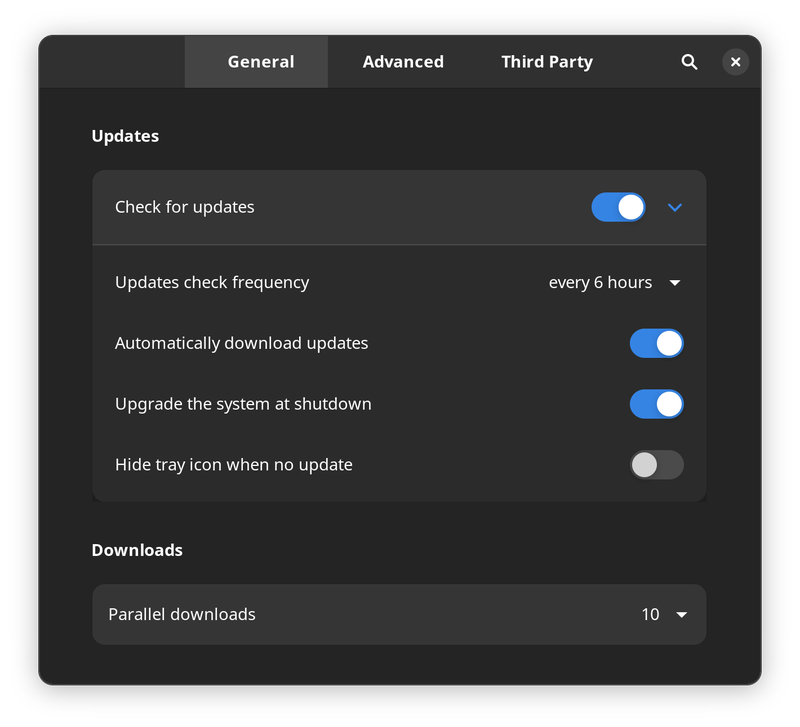 General Advanced Third Party
Updates
Check for updates
Updates check frequency every 6 hours
Automatically download updates
Upgrade the system at shutdown
Hide tray icon when no update
Downloads
Parallel downloads 10